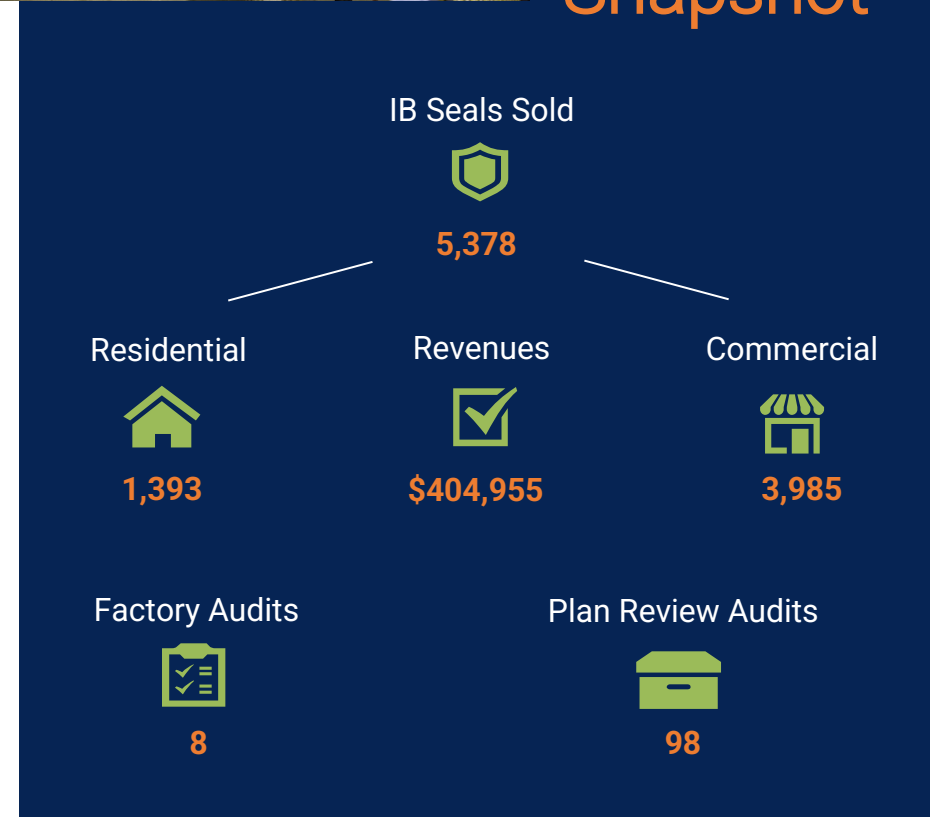 Snapshot
IB Seals Sold
5,378
Residential
Revenues
Commercial
1,393
$404,955
3,985
Factory Audits
Plan Review Audits
8
98